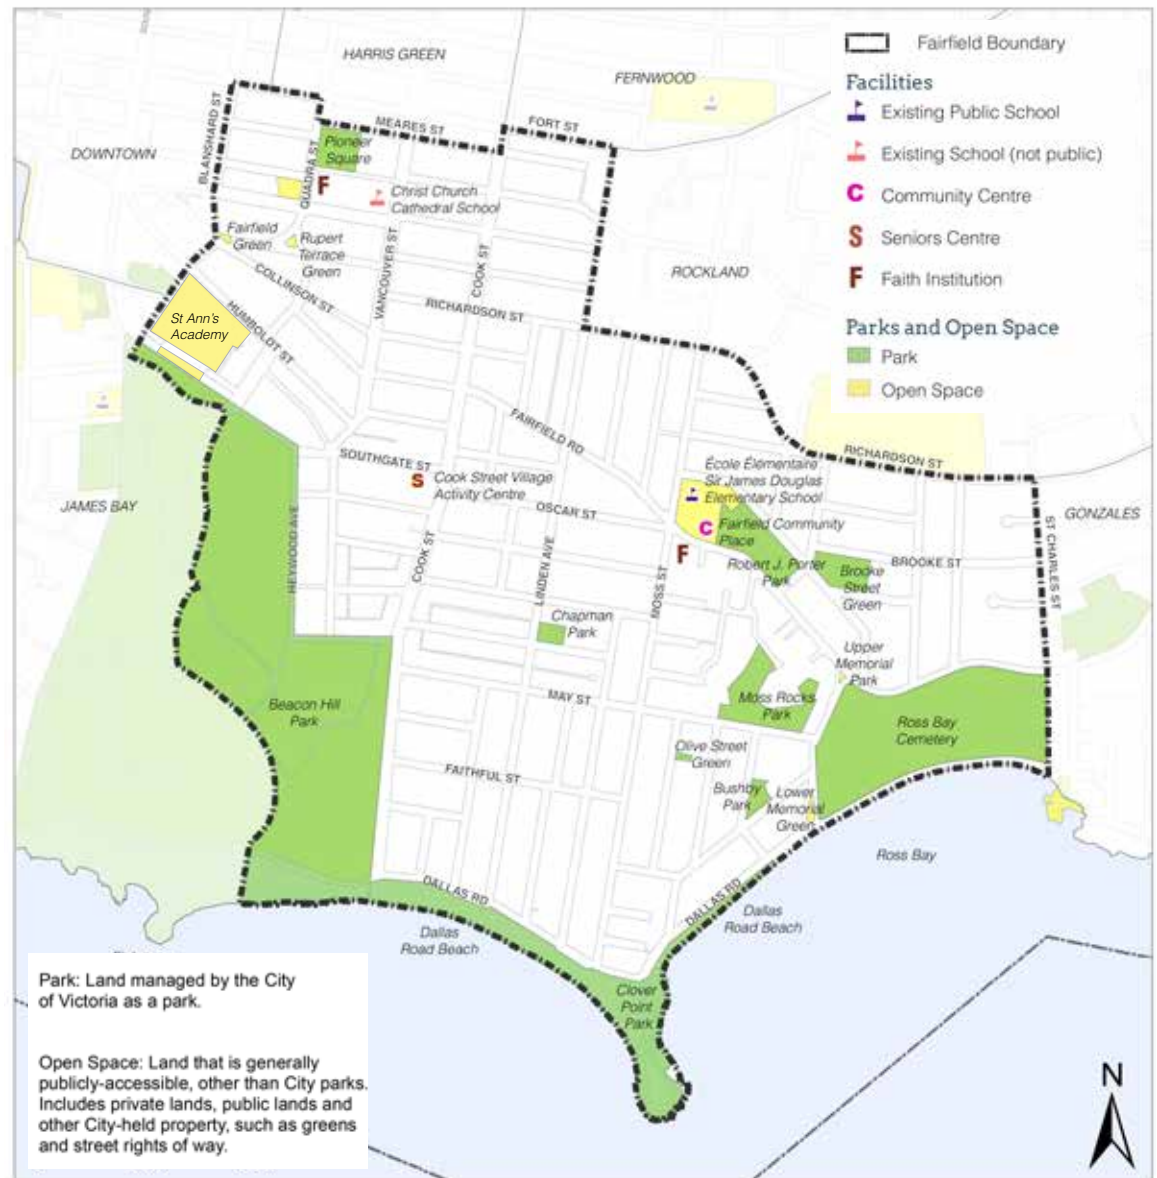 HARRIS GREEN
FERNWOOD
DOWNTOWN
BLANSHARD ST
MEARES ST
FORT ST
Pioneer
Square
QUADRA ST
F
Christ Church
Cathedral School
Fairfield
Green
Rupert
Terrace
Green
VANCOUVER ST
COOK ST
ROCKLAND
COLLINSON ST
HUMBOLDT ST
RICHARDSON ST
St Ann's
Academy
FAIRFIELD RD
SOUTHGATE ST
S
Cook Street Village
Activity Centre
RICHARDSON ST
École Élémentaire
Sir James Douglas
Elementary School
JAMES BAY
OSCAR ST
C
Fairfield Community
Place
GONZALES
HEYWOOD AVE
COOK ST
LINDEN AVE
MOSS ST
F
Robert J. Porter
Park
Brooke
Street
Green
BROOKE ST
ST CHARLES ST
Chapman
Park
Upper
Memorial
Park
Beacon Hill
Park
MAY ST
Moss Rocks
Park
Ross Bay
Cemetery
Olive Street
Green
FAITHFUL ST
Bushby
Park
Lower
Memorial
Green
Ross Bay
DALLAS RD
DALLAS RD
Dallas
Road Beach
Dallas
Road Beach
Clover
Point
Park
Fairfield Boundary
Facilities
Existing Public School
Existing School (not public)
C Community Centre
S Seniors Centre
F Faith Institution
Parks and Open Space
Park
Open Space
Park: Land managed by the City
of Victoria as a park.
Open Space: Land that is generally
publicly-accessible, other than City parks.
Includes private lands, public lands and
other City-held property, such as greens
and street rights of way.
N